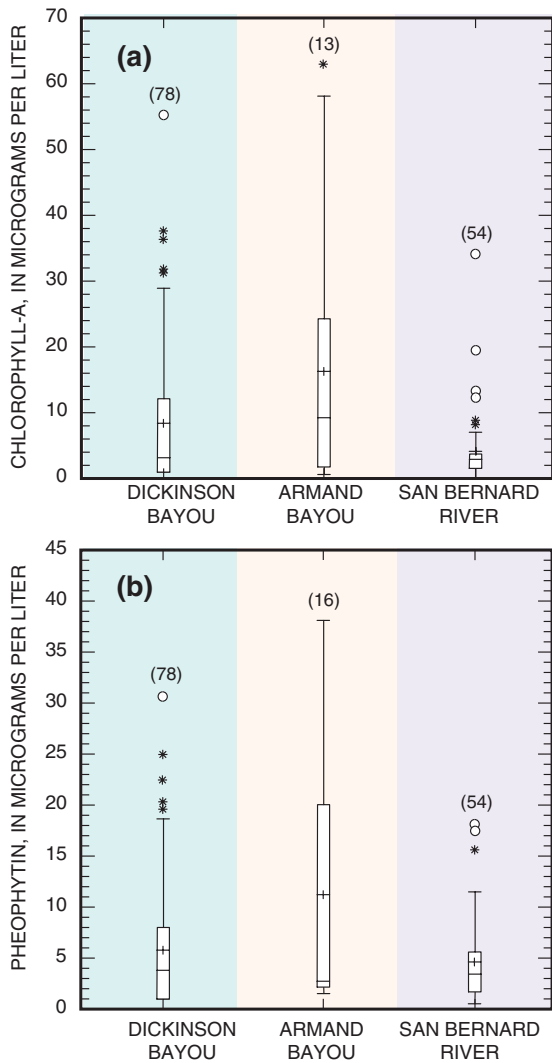 CHLOROPHYLL-A, IN MICROGRAMS PER LITER
70
60
50
40
30
20
10
0
(a)
(78)
(13)
(54)
DICKINSON BAYOU
ARMAND BAYOU
SAN BERNARD RIVER
PHEOPHYTIN, IN MICROGRAMS PER LITER
45
40
35
30
25
20
15
10
5
0
(b)
(78)
(16)
(54)
DICKINSON BAYOU
ARMAND BAYOU
SAN BERNARD RIVER